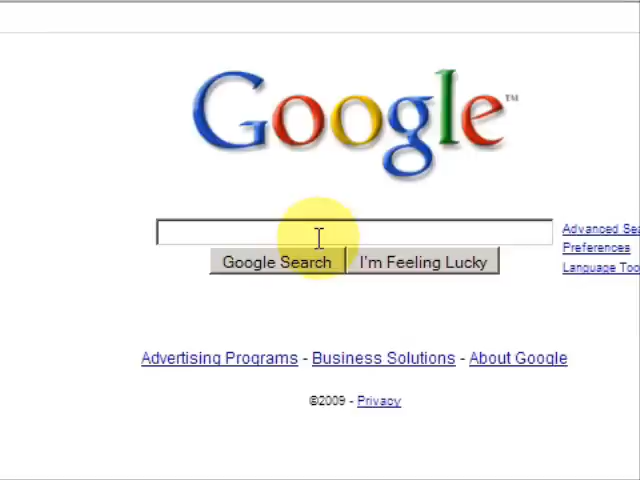 Google™
Advanced Sea
Preferences
Language Too
Google Search I'm Feeling Lucky
Advertising Programs - Business Solutions - About Google
©2009 - Privacy